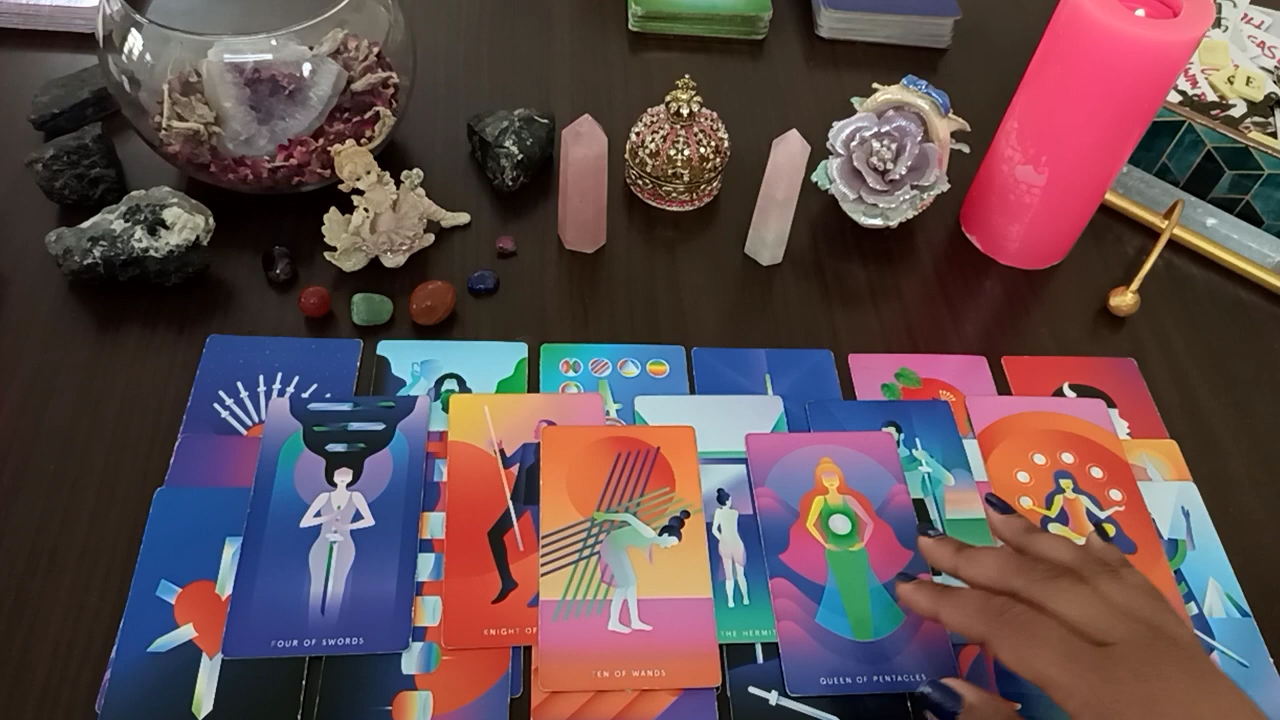 FOUR OF SWORDS
KNIGHT OF
TEN OF WANDS
THE HERMIT
QUEEN OF PENTACLES